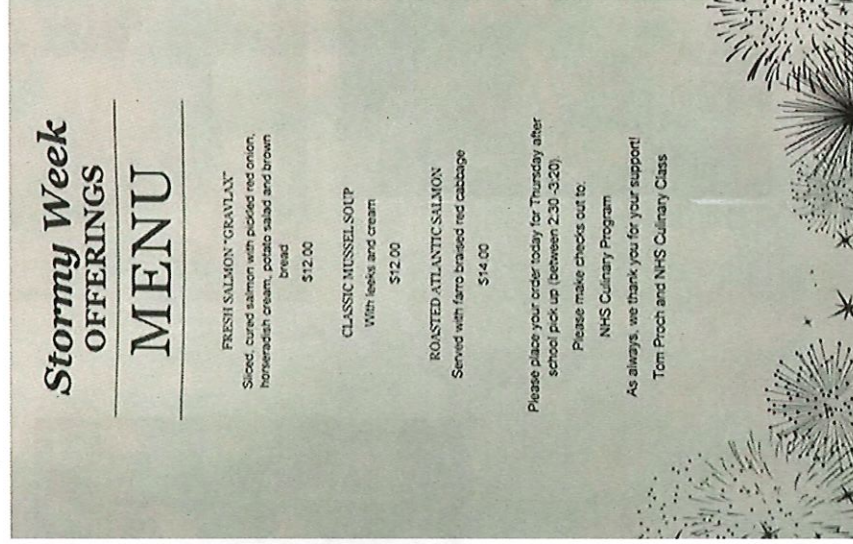 Stormy Week
OFFERINGS
MENU
FRESH SALMON "GRAVLAX"
Sliced, cured salmon with pickled red onion,
horseradish cream, potato salad and brown
bread
$12.00
CLASSIC MUSSEL SOUP
With leeks and cream
$12.00
ROASTED ATLANTIC SALMON
Served with farro braised red cabbage
$14.00
Please place your order today for Thursday after
school pick up (between 2:30 -3:20).
Please make checks out to:
NHS Culinary Program
As always, we thank you for your support!
Tom Proch and NHS Culinary Class